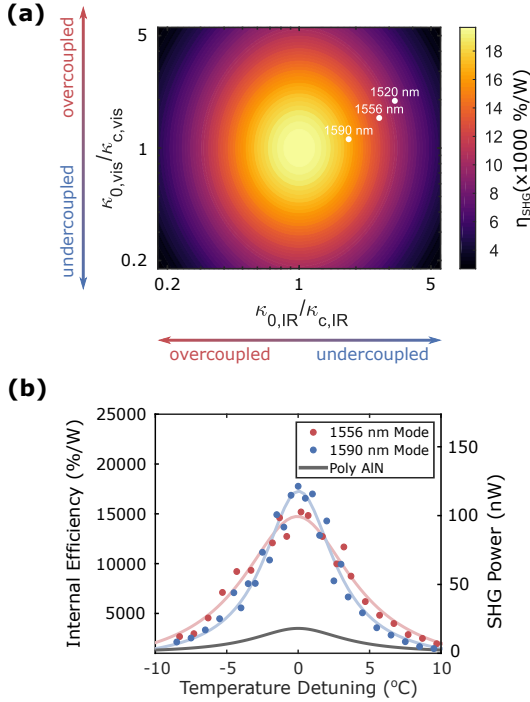 (a)
overcoupled
undercoupled
κ0,vis/κc,vis
5
1
0.2
1520 nm
1556 nm
1590 nm
0.2
1
5
κ0,IR/κc,IR
overcoupled
undercoupled
18
16
14
12
10
8
6
4
ηSHG(x1000 %/W)
(b)
25000
20000
15000
10000
5000
Internal Efficiency (%/W)
1556 nm Mode
1590 nm Mode
Poly AlN
150
100
50
0
SHG Power (nW)
-10
-5
0
5
10
Temperature Detuning (°C)